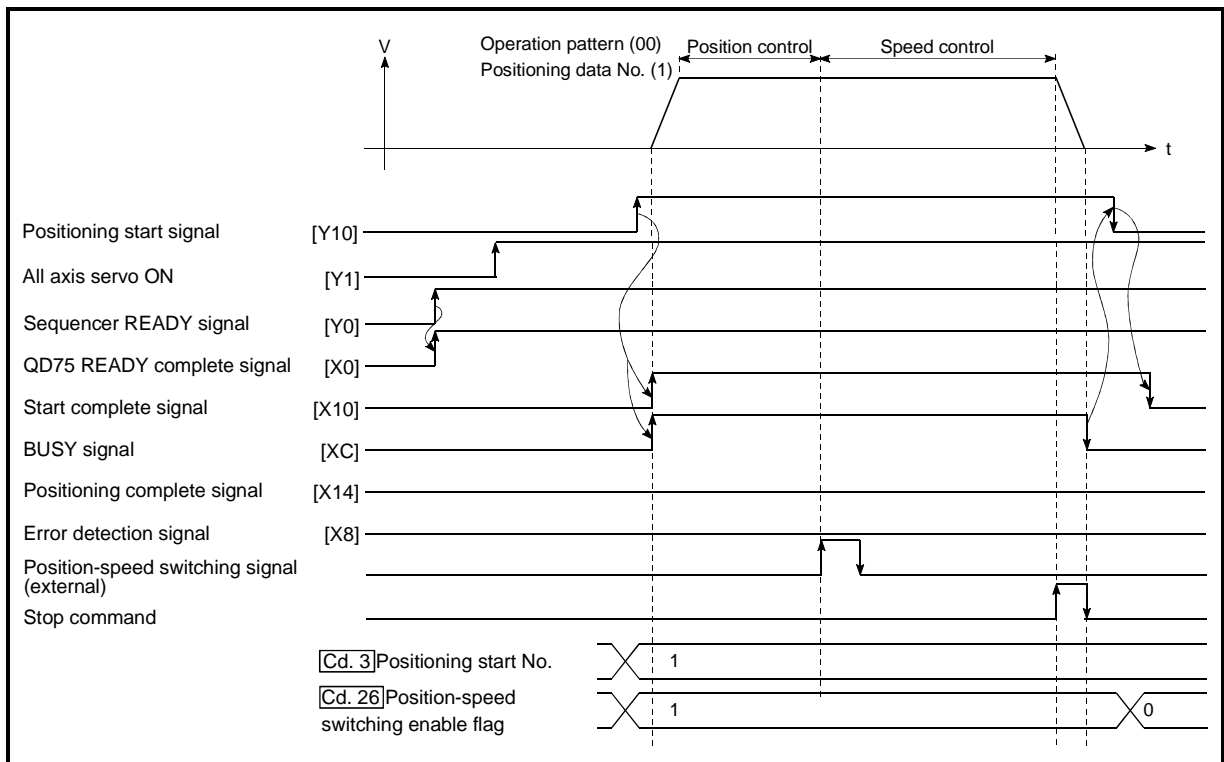 V
Operation pattern (00)
Position control
Speed control
Positioning data No. (1)
t
Positioning start signal [Y10]
All axis servo ON [Y1]
Sequencer READY signal [Y0]
QD75 READY complete signal [X0]
Start complete signal [X10]
BUSY signal [XC]
Positioning complete signal [X14]
Error detection signal [X8]
Position-speed switching signal
(external)
Stop command
Cd. 3 Positioning start No. 1
Cd. 26 Position-speed
switching enable flag 1 0